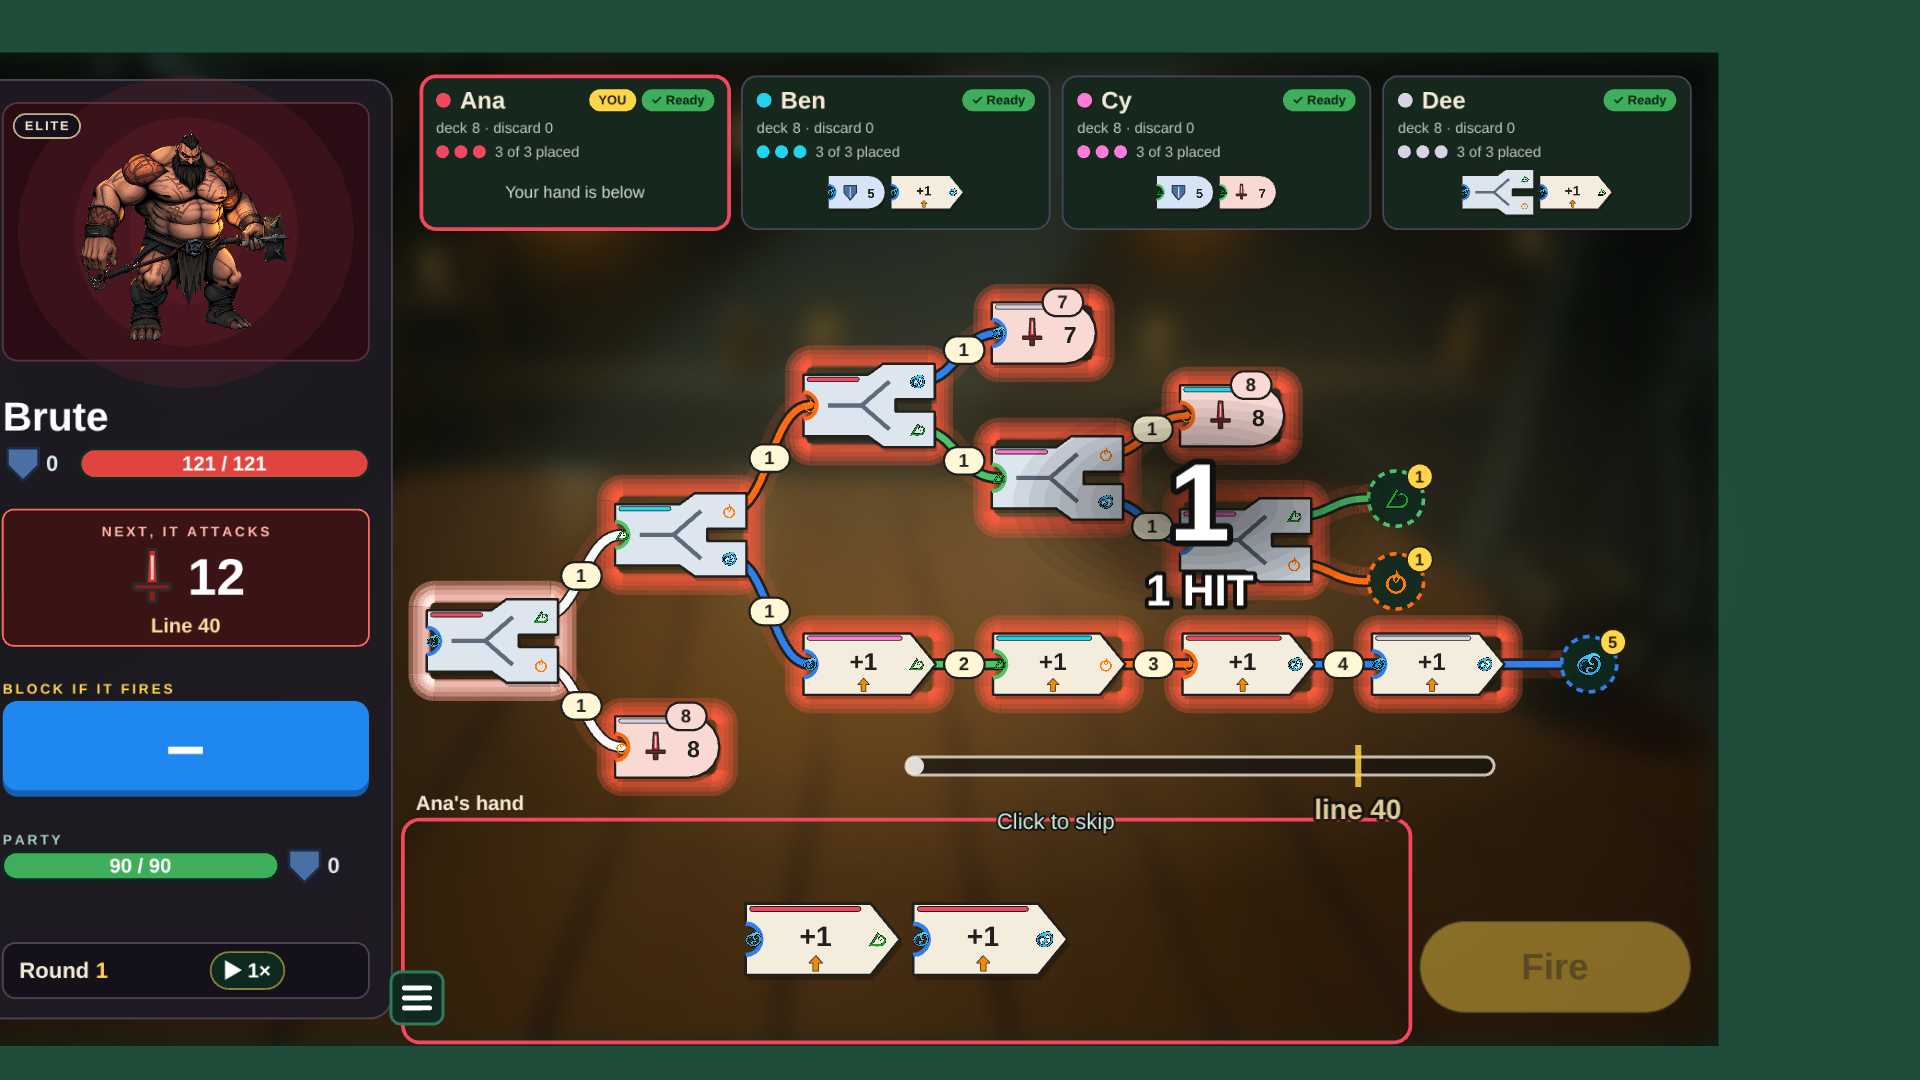 ELITE
Brute
0
121 / 121
NEXT, IT ATTACKS
12
Line 40
BLOCK IF IT FIRES
–
PARTY
90 / 90
0
Round 1
1×
Ana
YOU
✓ Ready
deck 8 · discard 0
3 of 3 placed
Your hand is below
Ben
✓ Ready
deck 8 · discard 0
3 of 3 placed
5
+1
Cy
✓ Ready
deck 8 · discard 0
3 of 3 placed
5
7
Dee
✓ Ready
deck 8 · discard 0
3 of 3 placed
+1
7
7
1
8
8
1
1
1
1
1
1
1
1
1 HIT
1
1
1
+1
2
+1
3
+1
4
+1
5
8
8
line 40
Click to skip
Ana's hand
+1
+1
Fire